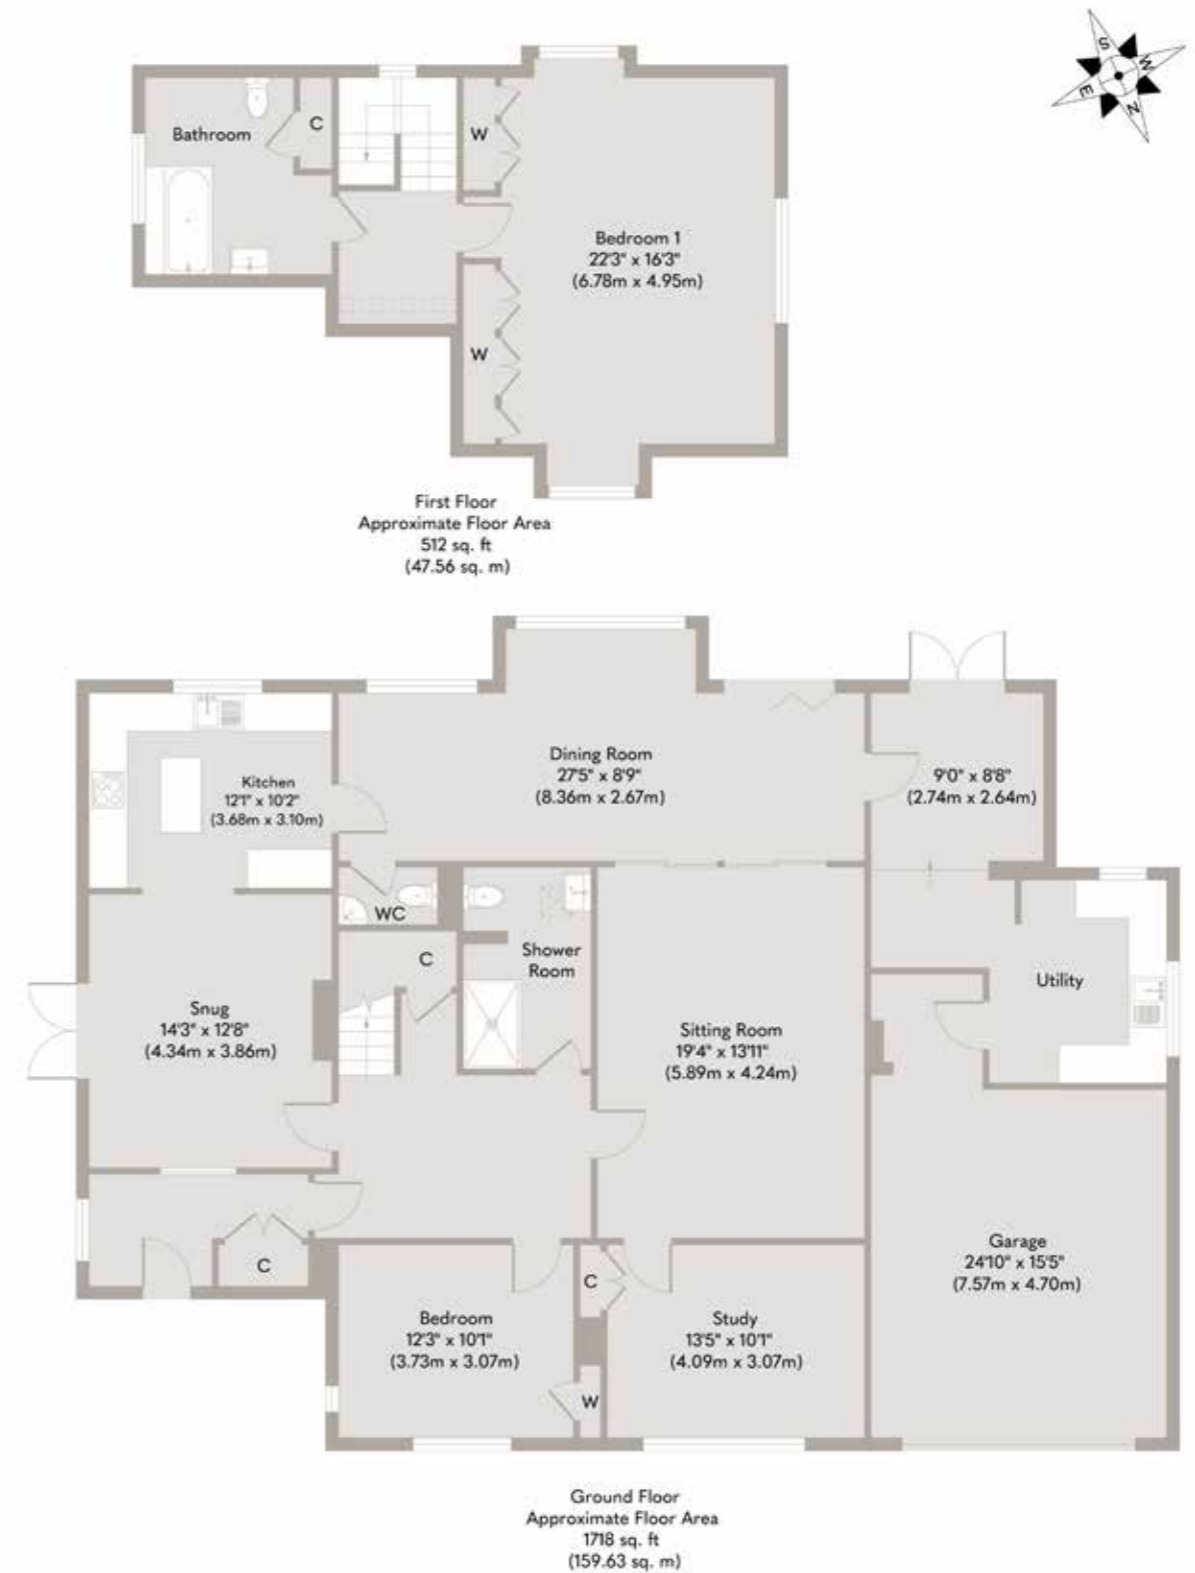 S
W
E
N
Bathroom
C
W
Bedroom 1
22'3" x 16'3"
(6.78m x 4.95m)
W
First Floor
Approximate Floor Area
512 sq. ft
(47.56 sq. m)
Dining Room
27'5" x 8'9"
(8.36m x 2.67m)
Kitchen
12'1" x 10'2"
(3.68m x 3.10m)
9'0" x 8'8"
(2.74m x 2.64m)
WC
C
Shower
Room
Utility
Snug
14'3" x 12'8"
(4.34m x 3.86m)
Sitting Room
19'4" x 13'11"
(5.89m x 4.24m)
Garage
24'10" x 15'5"
(7.57m x 4.70m)
C
C
Bedroom
12'3" x 10'1"
(3.73m x 3.07m)
Study
13'5" x 10'1"
(4.09m x 3.07m)
W
Ground Floor
Approximate Floor Area
1718 sq. ft
(159.63 sq. m)